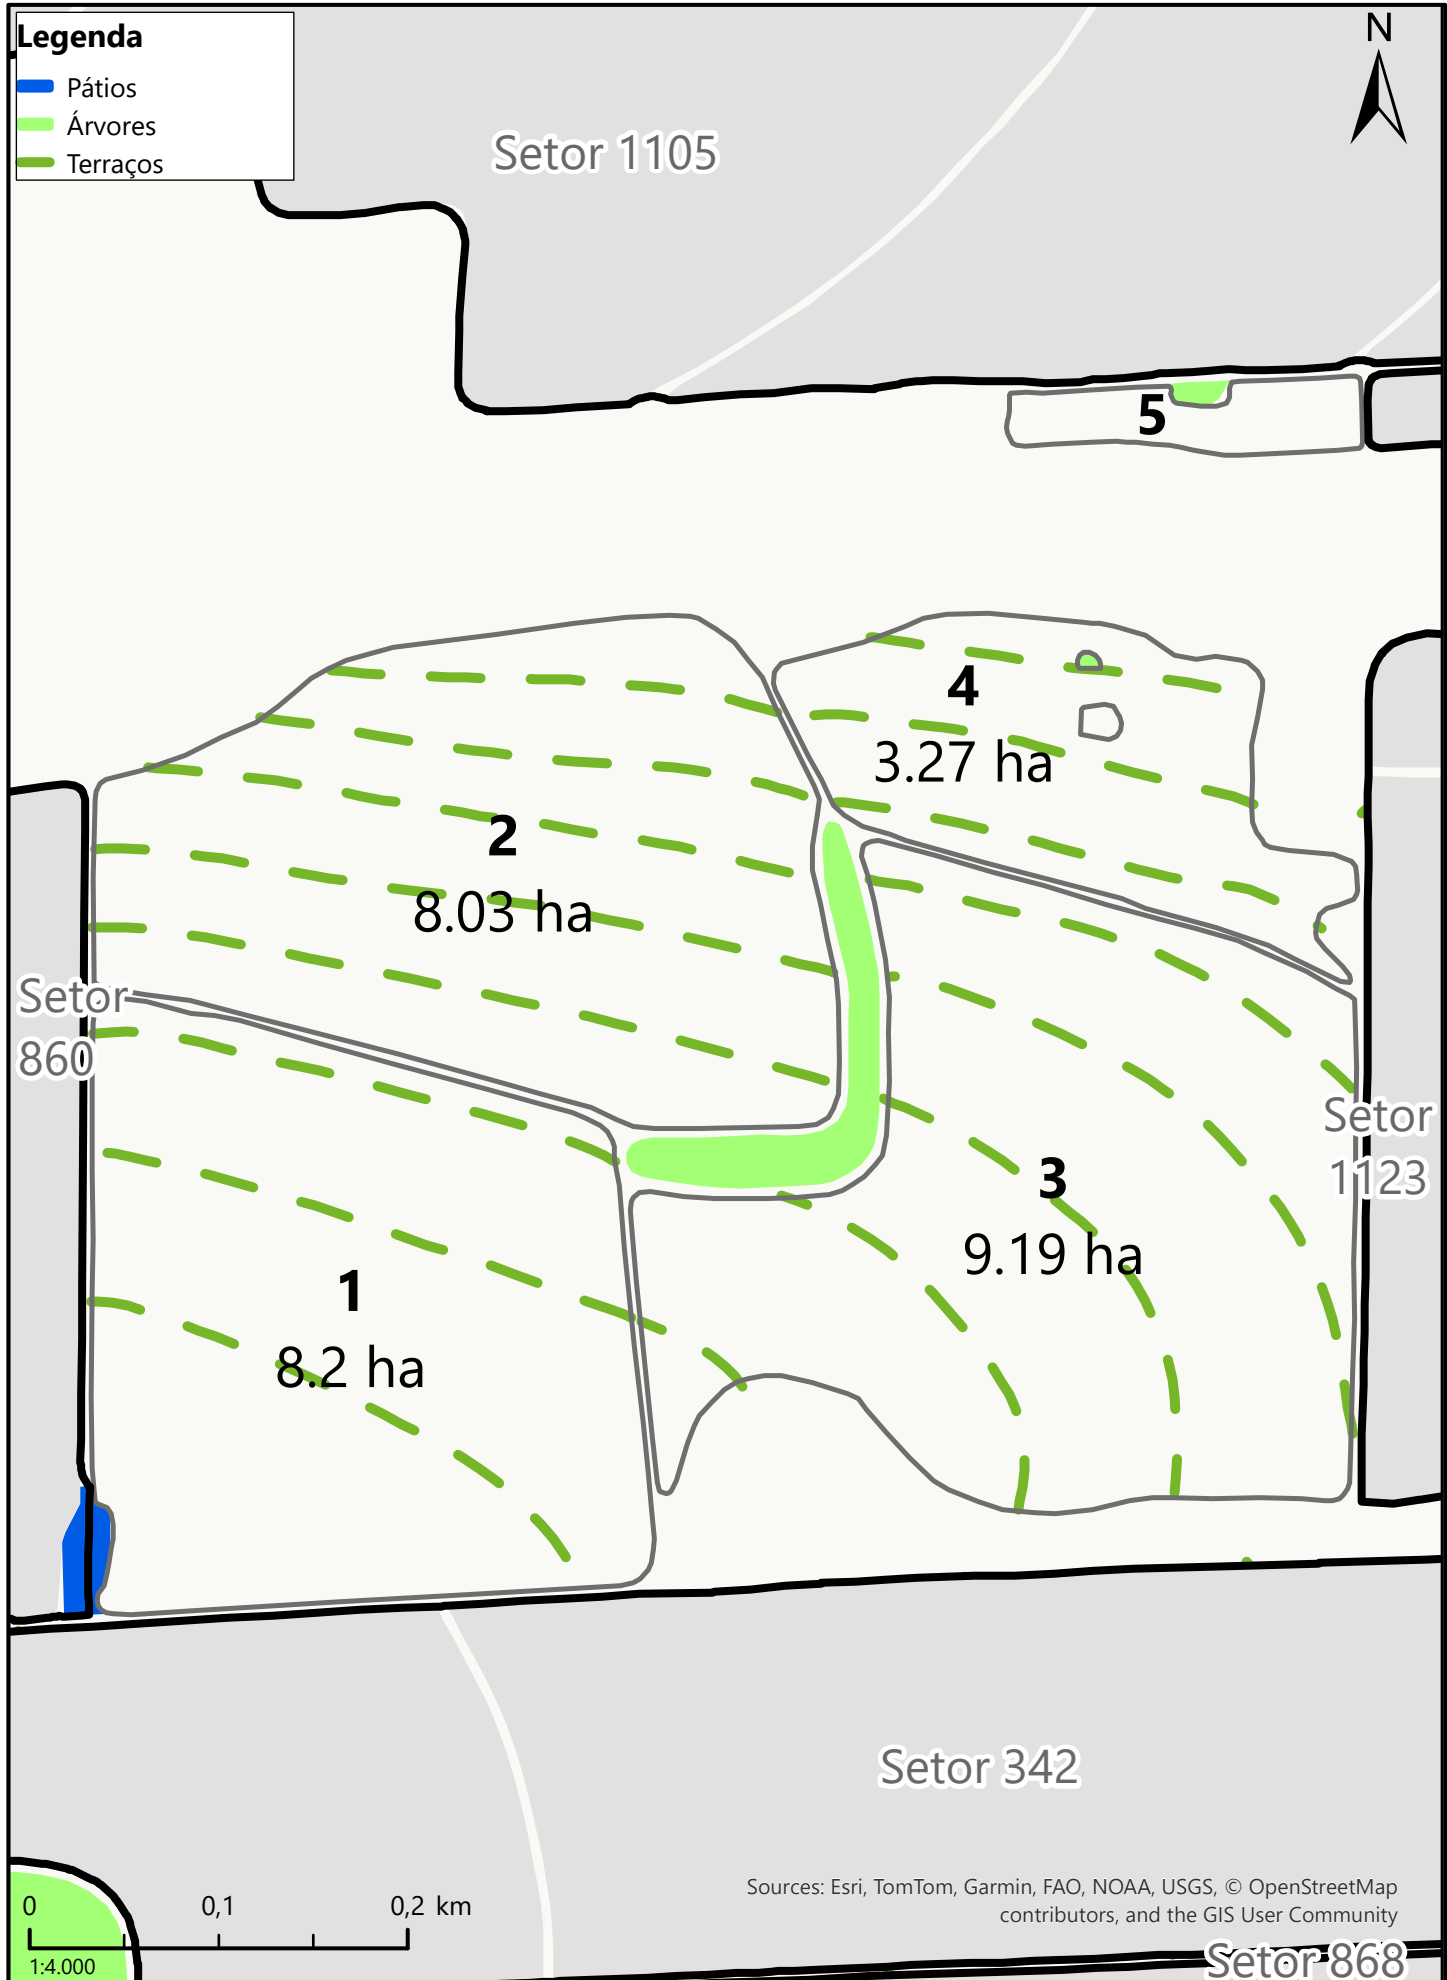 Legenda
Pátios
Árvores
Terraços
N
Setor 1105
5
4
3.27 ha
2
8.03 ha
Setor
860
Setor
1123
3
9.19 ha
1
8.2 ha
Setor 342
Sources: Esri, TomTom, Garmin, FAO, NOAA, USGS, © OpenStreetMap
contributors, and the GIS User Community
0 0,1 0,2 km
1:4.000
Setor 868